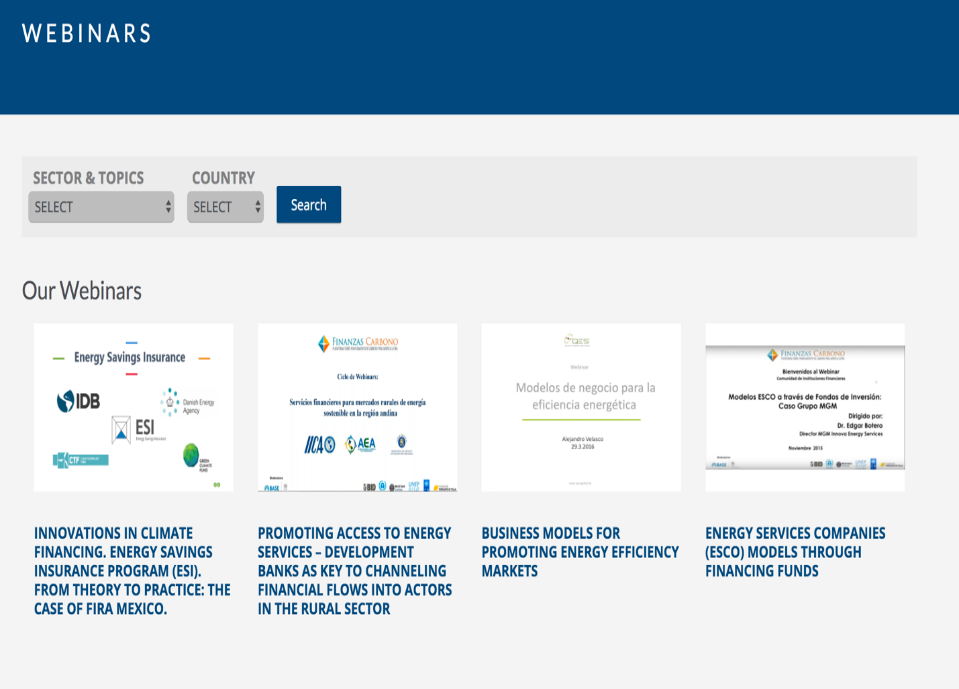 WEBINARS
SECTOR & TOPICS
COUNTRY
SELECT
SELECT
Search
Our Webinars
Energy Savings Insurance
IDB
Danish Energy
Agency
ESI
Energy Savings Insurance
CTF
GREEN
CLIMATE
FUND
FINANZAS CARBONO
Ciclo de Webinars:
Servicios financieros para mercados rurales de energía
sostenible en la región andina
IICA
AEA
BASE
BID
UNEP
Webinar
Modelos de negocio para la
eficiencia energética
Alejandro Velasco
29.3.2016
FINANZAS CARBONO
Bienvenidos al Webinar
Comunidad de Instituciones Financieras
Modelos ESCO a través de Fondos de Inversión:
Caso Grupo MGM
Dirigido por:
Dr. Edgar Botero
Director MGM Innova Energy Services
Noviembre 2015
BASE
BID
INNOVATIONS IN CLIMATE
FINANCING. ENERGY SAVINGS
INSURANCE PROGRAM (ESI).
FROM THEORY TO PRACTICE: THE
CASE OF FIRA MEXICO.
PROMOTING ACCESS TO ENERGY
SERVICES – DEVELOPMENT
BANKS AS KEY TO CHANNELING
FINANCIAL FLOWS INTO ACTORS
IN THE RURAL SECTOR
BUSINESS MODELS FOR
PROMOTING ENERGY EFFICIENCY
MARKETS
ENERGY SERVICES COMPANIES
(ESCO) MODELS THROUGH
FINANCING FUNDS